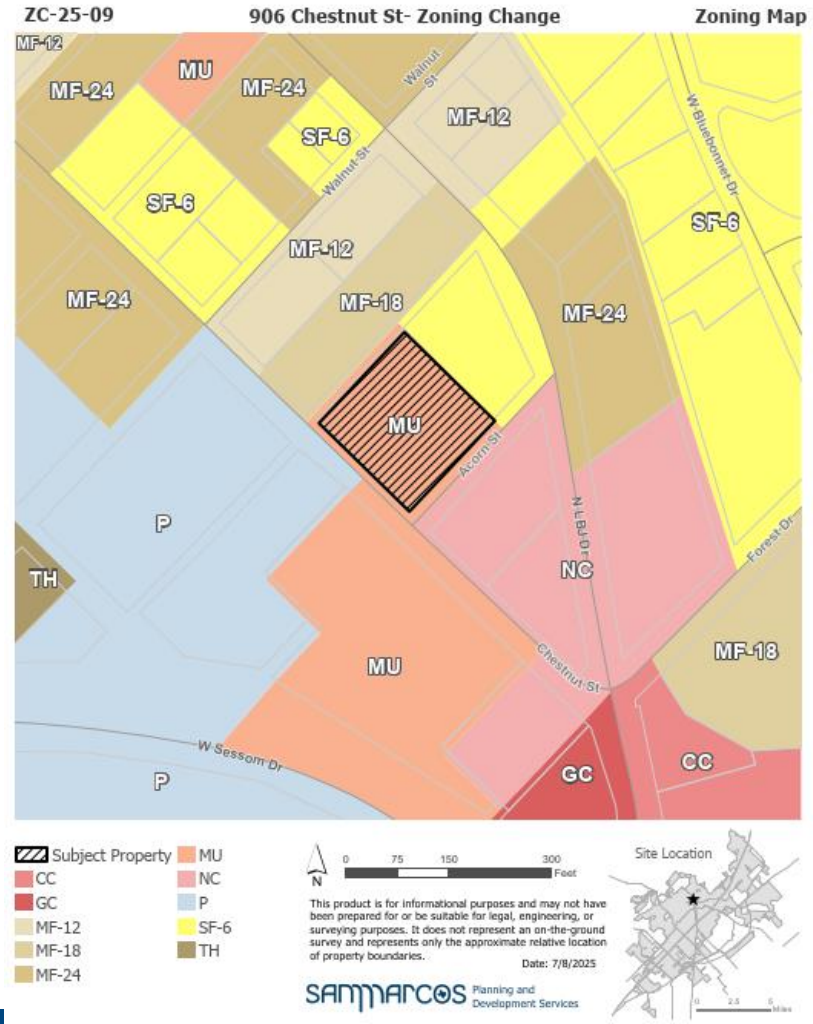 ZC-25-09
906 Chestnut St- Zoning Change
Zoning Map
MF-12
MF-24
MU
MF-24
Walnut
St
MF-12
W Bluebonnet Dr
SF-6
Walnut St
SF-6
SF-6
MF-12
MF-24
MF-18
MF-24
MU
Acorn St
P
N LBJ Dr
Forest Dr
TH
NC
MF-18
MU
Chestnut St
W Sessom Dr
CC
P
GC
Subject Property
CC
GC
MF-12
MF-18
MF-24
MU
NC
P
SF-6
TH
N
0 75 150 300
Feet
This product is for informational purposes and may not have
been prepared for or be suitable for legal, engineering, or
surveying purposes. It does not represent an on-the-ground
survey and represents only the approximate relative location
of property boundaries.
Date: 7/8/2025
SANMARCOS
Planning and
Development Services
Site Location
0 2.5 5
Miles